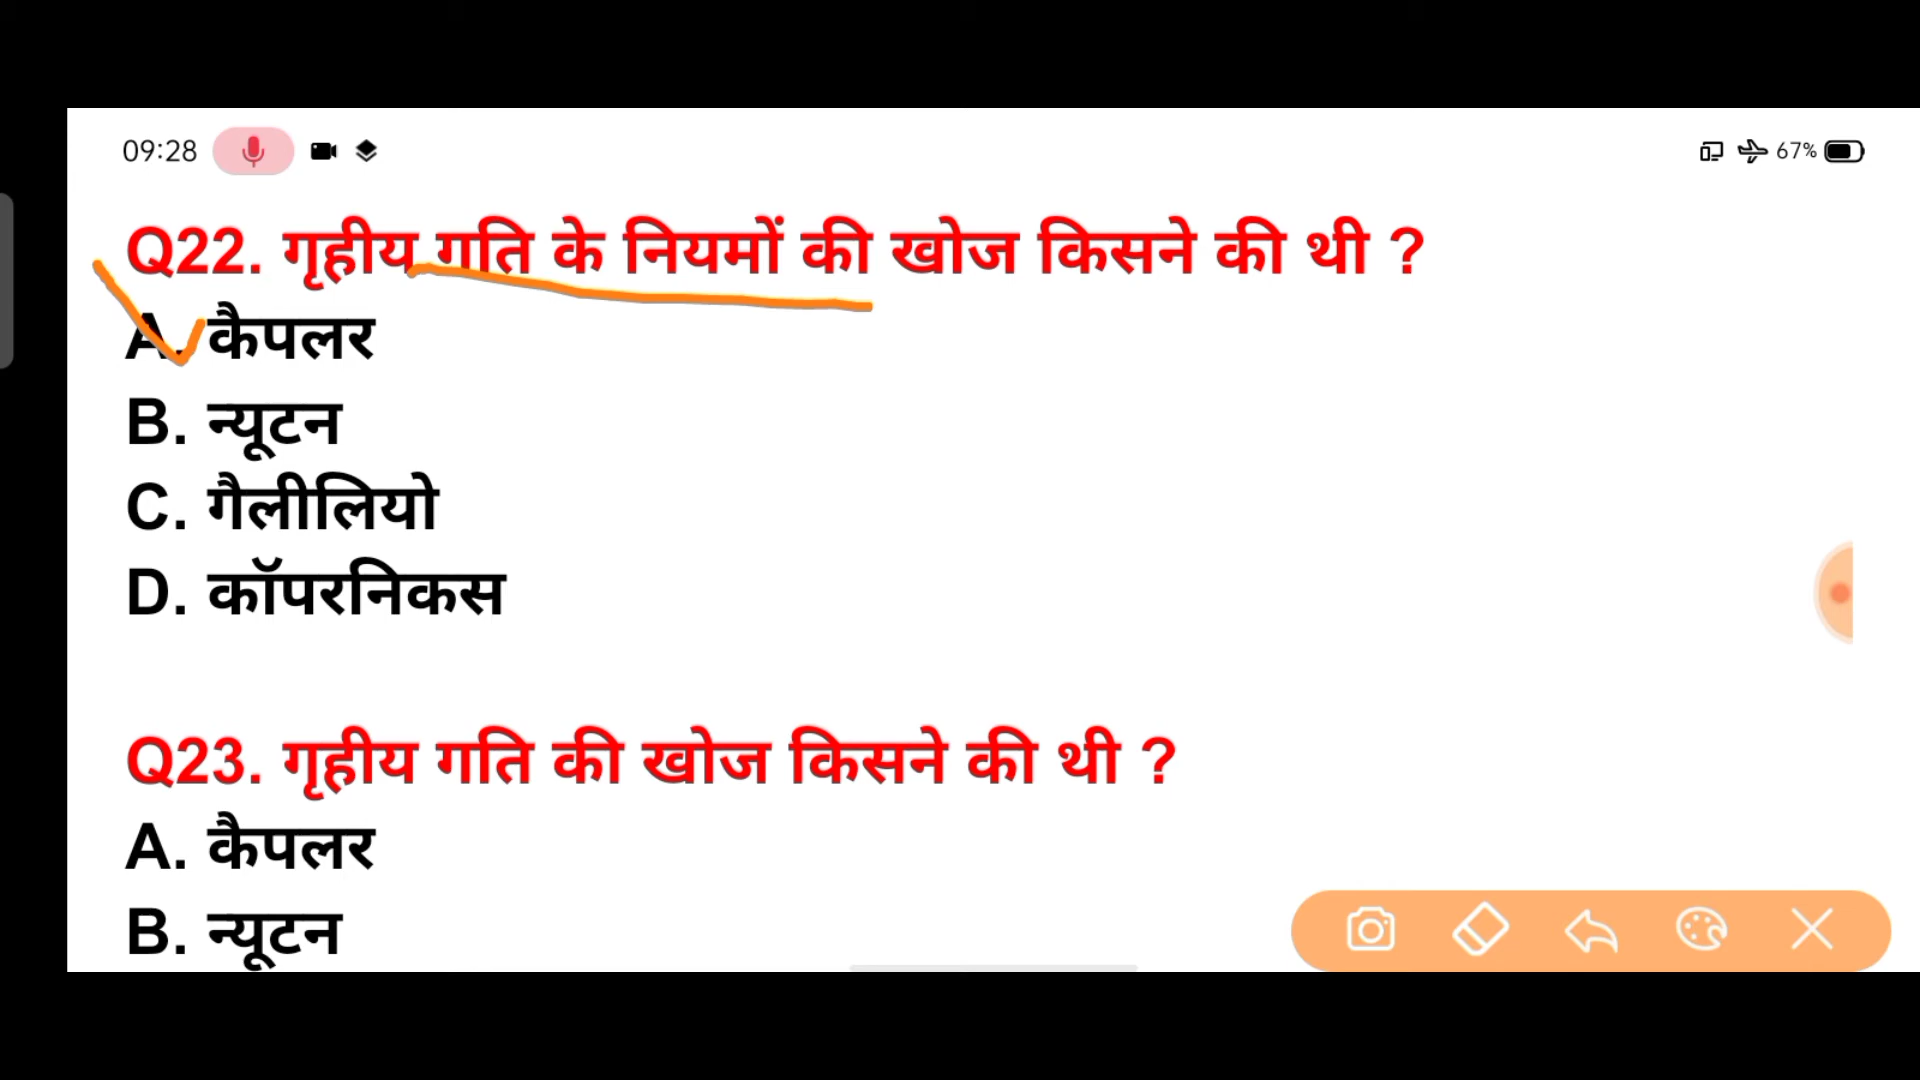 09:28
67%
Q22. गृहीय गति के नियमों की खोज किसने की थी ?
A. कैपलर
B. न्यूटन
C. गैलीलियो
D. कॉपरनिकस
Q23. गृहीय गति की खोज किसने की थी ?
A. कैपलर
B. न्यूटन